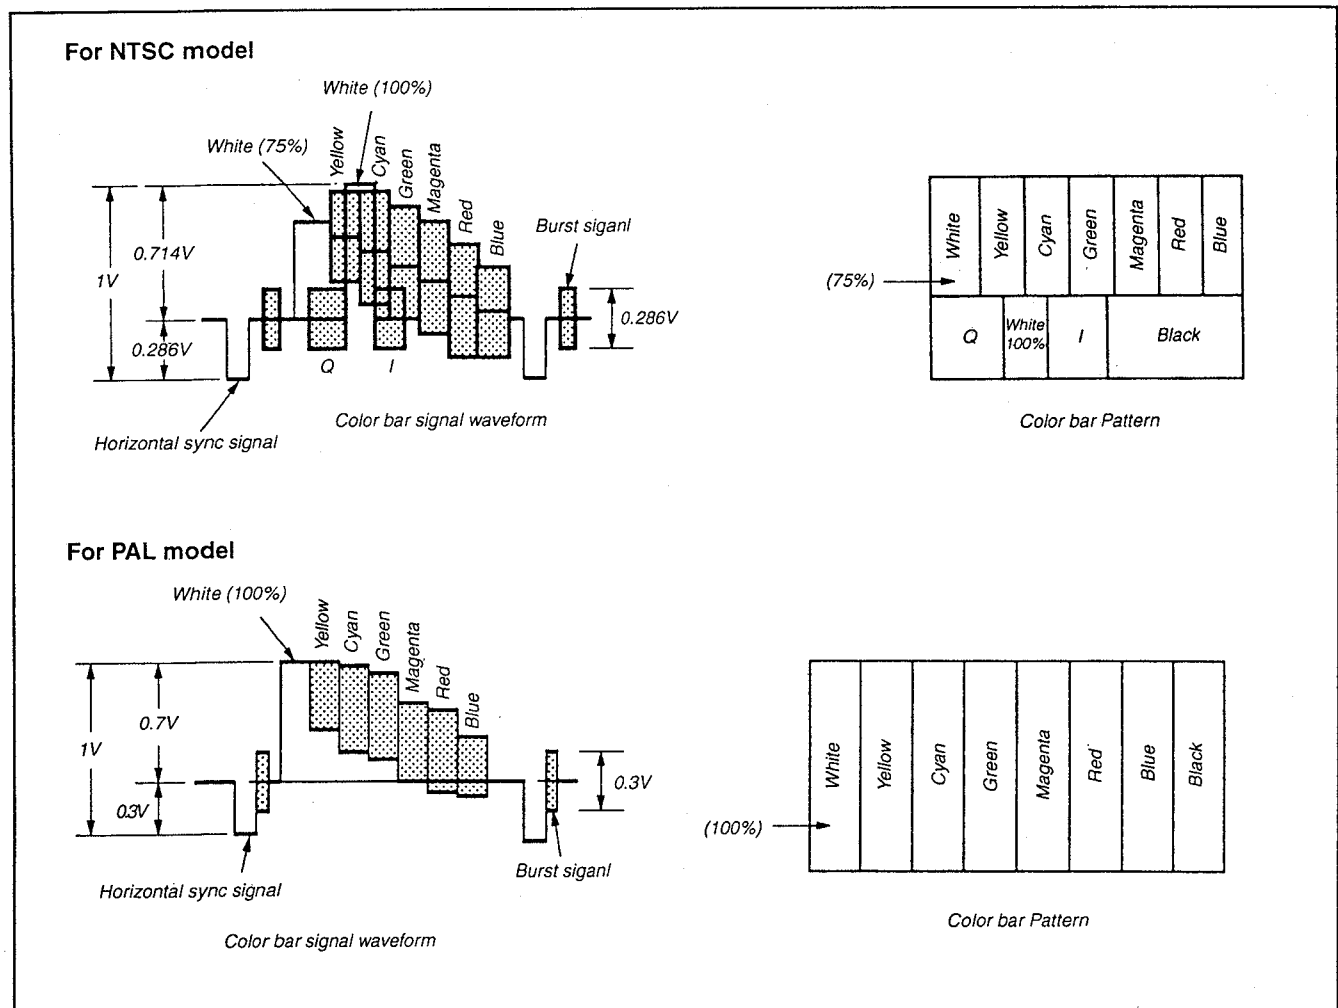 For NTSC model
White (100%)
White (75%)
Yellow
Cyan
Green
Magenta
Red
Blue
Burst siganl
0.714V
1V
0.286V
0.286V
Q
I
Horizontal sync signal
Color bar signal waveform
White
Yellow
Cyan
Green
Magenta
Red
Blue
(75%)
Q
White
100%
I
Black
Color bar Pattern
For PAL model
White (100%)
Yellow
Cyan
Green
Magenta
Red
Blue
0.7V
1V
0.3V
03V
Burst siganl
Horizontal sync signal
Color bar signal waveform
White
Yellow
Cyan
Green
Magenta
Red
Blue
Black
(100%)
Color bar Pattern